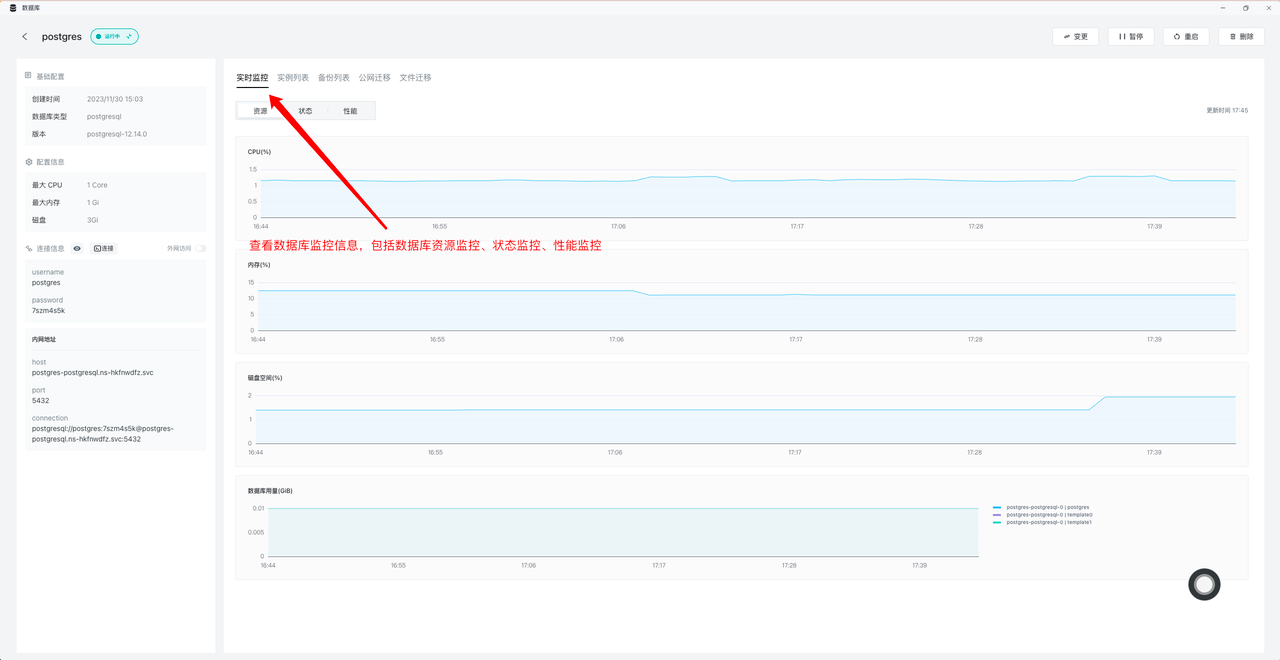 数据库
postgres
运行中
变更
暂停
重启
删除
基础配置
创建时间 2023/11/30 15:03
数据库类型 postgresql
版本 postgresql-12.14.0
配置信息
最大 CPU 1 Core
最大内存 1 Gi
磁盘 3Gi
连接信息 连接 外网访问
username
postgres
password
7szm4s5k
内网地址
host
postgres-postgresql.ns-hkfnwdfz.svc
port
5432
connection
postgresql://postgres:7szm4s5k@postgres-
postgresql.ns-hkfnwdfz.svc:5432
实时监控 实例列表 备份列表 公网迁移 文件迁移
资源 状态 性能
更新时间 17:45
CPU(%)
1.5
1
0.5
0
16:44 16:55 17:06 17:17 17:28 17:39
查看数据库监控信息，包括数据库资源监控、状态监控、性能监控
内存(%)
15
10
5
0
16:44 16:55 17:06 17:17 17:28 17:39
磁盘空间(%)
2
1
0
16:44 16:55 17:06 17:17 17:28 17:39
数据库用量(GiB)
0.01
0.005
0
16:44 16:55 17:06 17:17 17:28 17:39
postgres-postgresql-0 | postgres
postgres-postgresql-0 | template0
postgres-postgresql-0 | template1